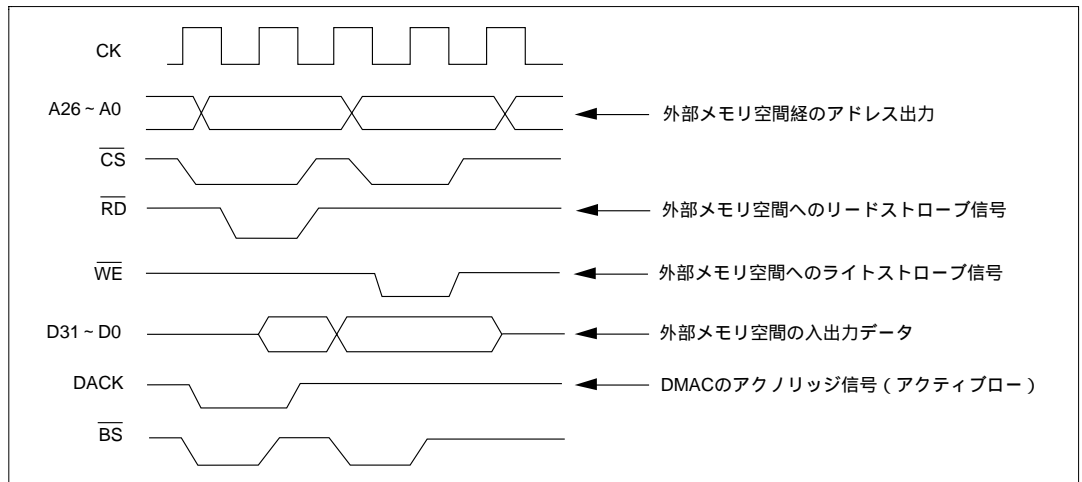 CK
A26 ~ A0
外部メモリ空間経のアドレス出力
CS
RD
外部メモリ空間へのリードストローブ信号
WE
外部メモリ空間へのライトストローブ信号
D31 ~ D0
外部メモリ空間の入出力データ
DACK
DMACのアクノリッジ信号(アクティブロー)
BS